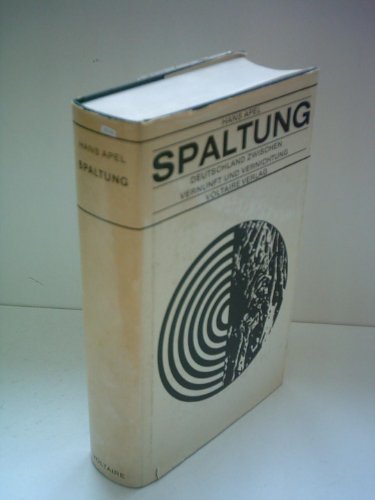 HANS APEL
SPALTUNG
DEUTSCHLAND ZWISCHEN
VERNUNFT UND VERNICHTUNG
VOLTAIRE VERLAG
HANS APEL
SPALTUNG
VOLTAIRE